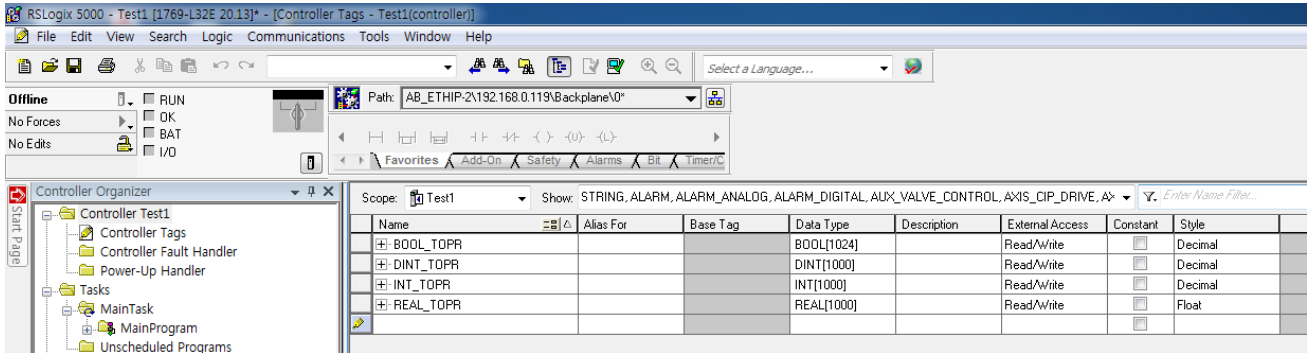 RSLogix 5000 - Test1 [1769-L32E 20.13]* - [Controller Tags - Test1(controller)]
File Edit View Search Logic Communications Tools Window Help
Select a Language...
Offline RUN
No Forces OK
No Edits BAT
I/O
Path: AB_ETHIP-2\192.168.0.119\Backplane\0*
Favorites Add-On Safety Alarms Bit Timer/C
Start Page
Controller Organizer
Controller Test1
Controller Tags
Controller Fault Handler
Power-Up Handler
Tasks
MainTask
MainProgram
Unscheduled Programs
Scope: Test1 Show: STRING, ALARM, ALARM_ANALOG, ALARM_DIGITAL, AUX_VALVE_CONTROL, AXIS_CIP_DRIVE, AX Enter Name Filter...
Name Alias For Base Tag Data Type Description External Access Constant Style
BOOL_TOPR BOOL[1024] Read/Write Decimal
DINT_TOPR DINT[1000] Read/Write Decimal
INT_TOPR INT[1000] Read/Write Decimal
REAL_TOPR REAL[1000] Read/Write Float